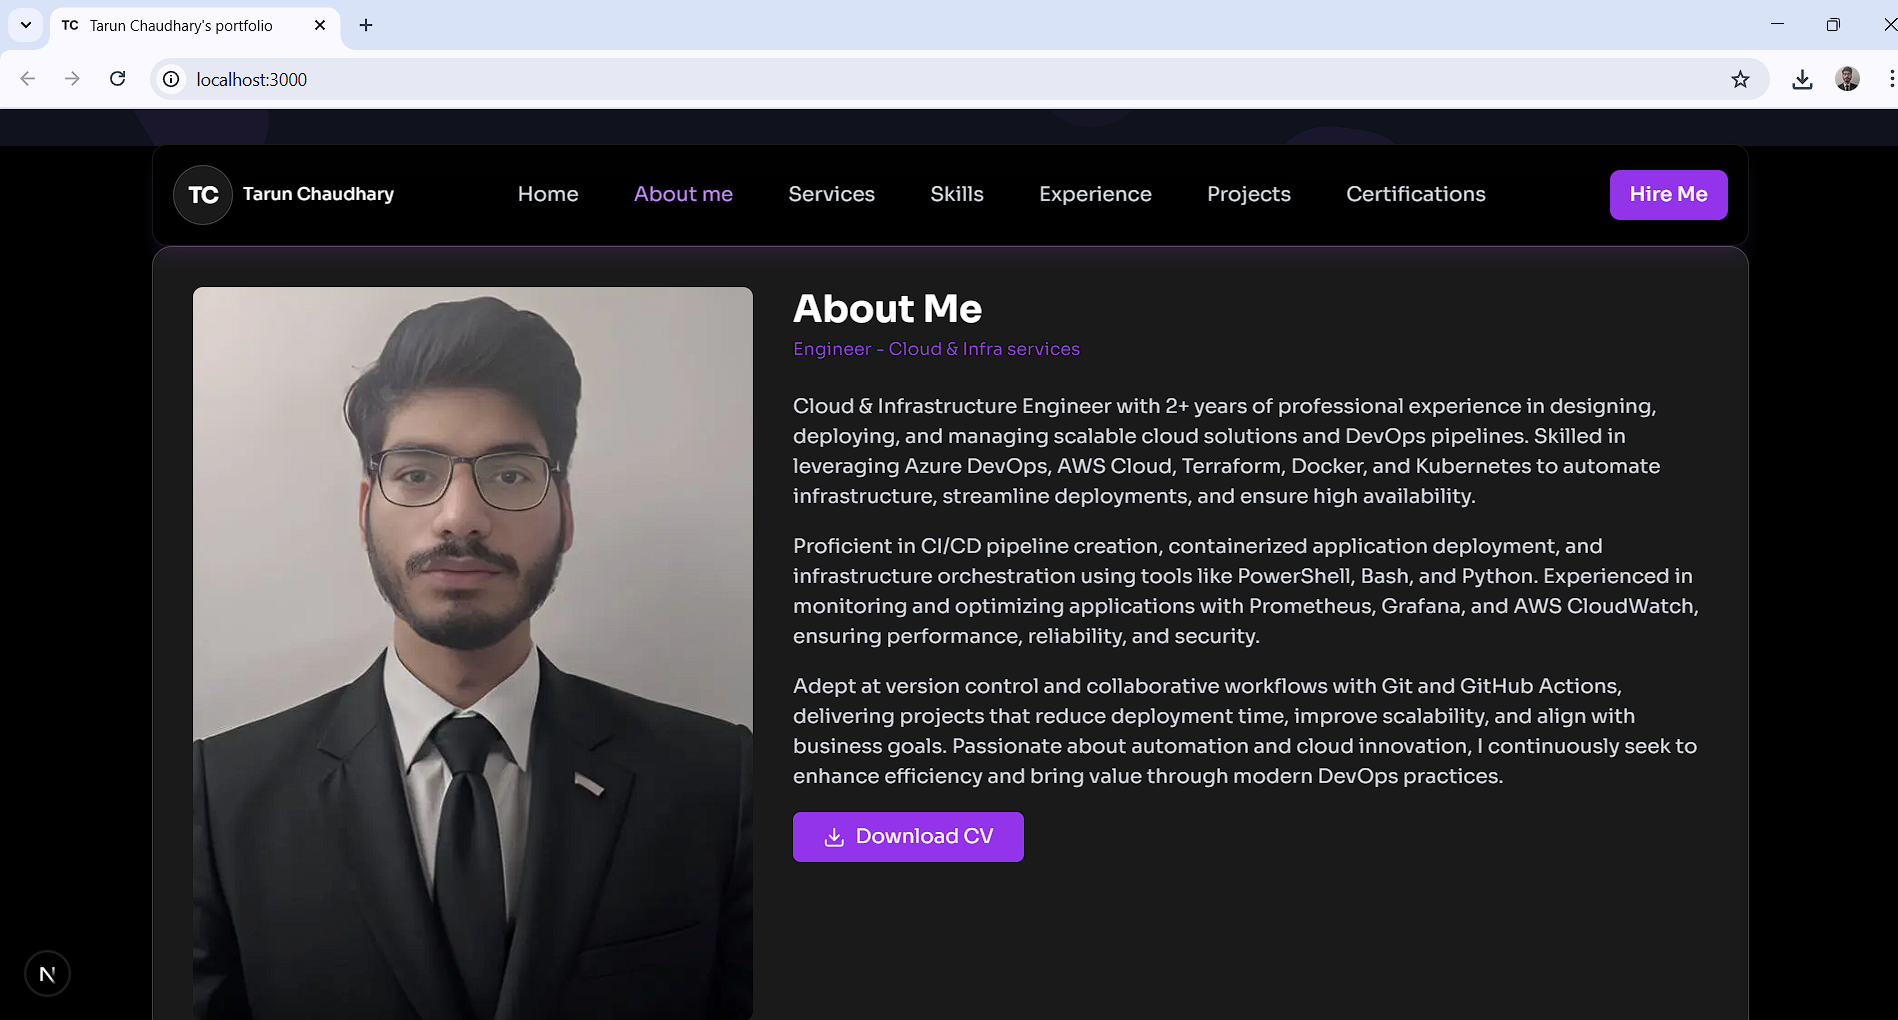 TC Tarun Chaudhary's portfolio
localhost:3000
TC Tarun Chaudhary Home About me Services Skills Experience Projects Certifications Hire Me
About Me
Engineer - Cloud & Infra services
Cloud & Infrastructure Engineer with 2+ years of professional experience in designing,
deploying, and managing scalable cloud solutions and DevOps pipelines. Skilled in
leveraging Azure DevOps, AWS Cloud, Terraform, Docker, and Kubernetes to automate
infrastructure, streamline deployments, and ensure high availability.
Proficient in CI/CD pipeline creation, containerized application deployment, and
infrastructure orchestration using tools like PowerShell, Bash, and Python. Experienced in
monitoring and optimizing applications with Prometheus, Grafana, and AWS CloudWatch,
ensuring performance, reliability, and security.
Adept at version control and collaborative workflows with Git and GitHub Actions,
delivering projects that reduce deployment time, improve scalability, and align with
business goals. Passionate about automation and cloud innovation, I continuously seek to
enhance efficiency and bring value through modern DevOps practices.
Download CV
N